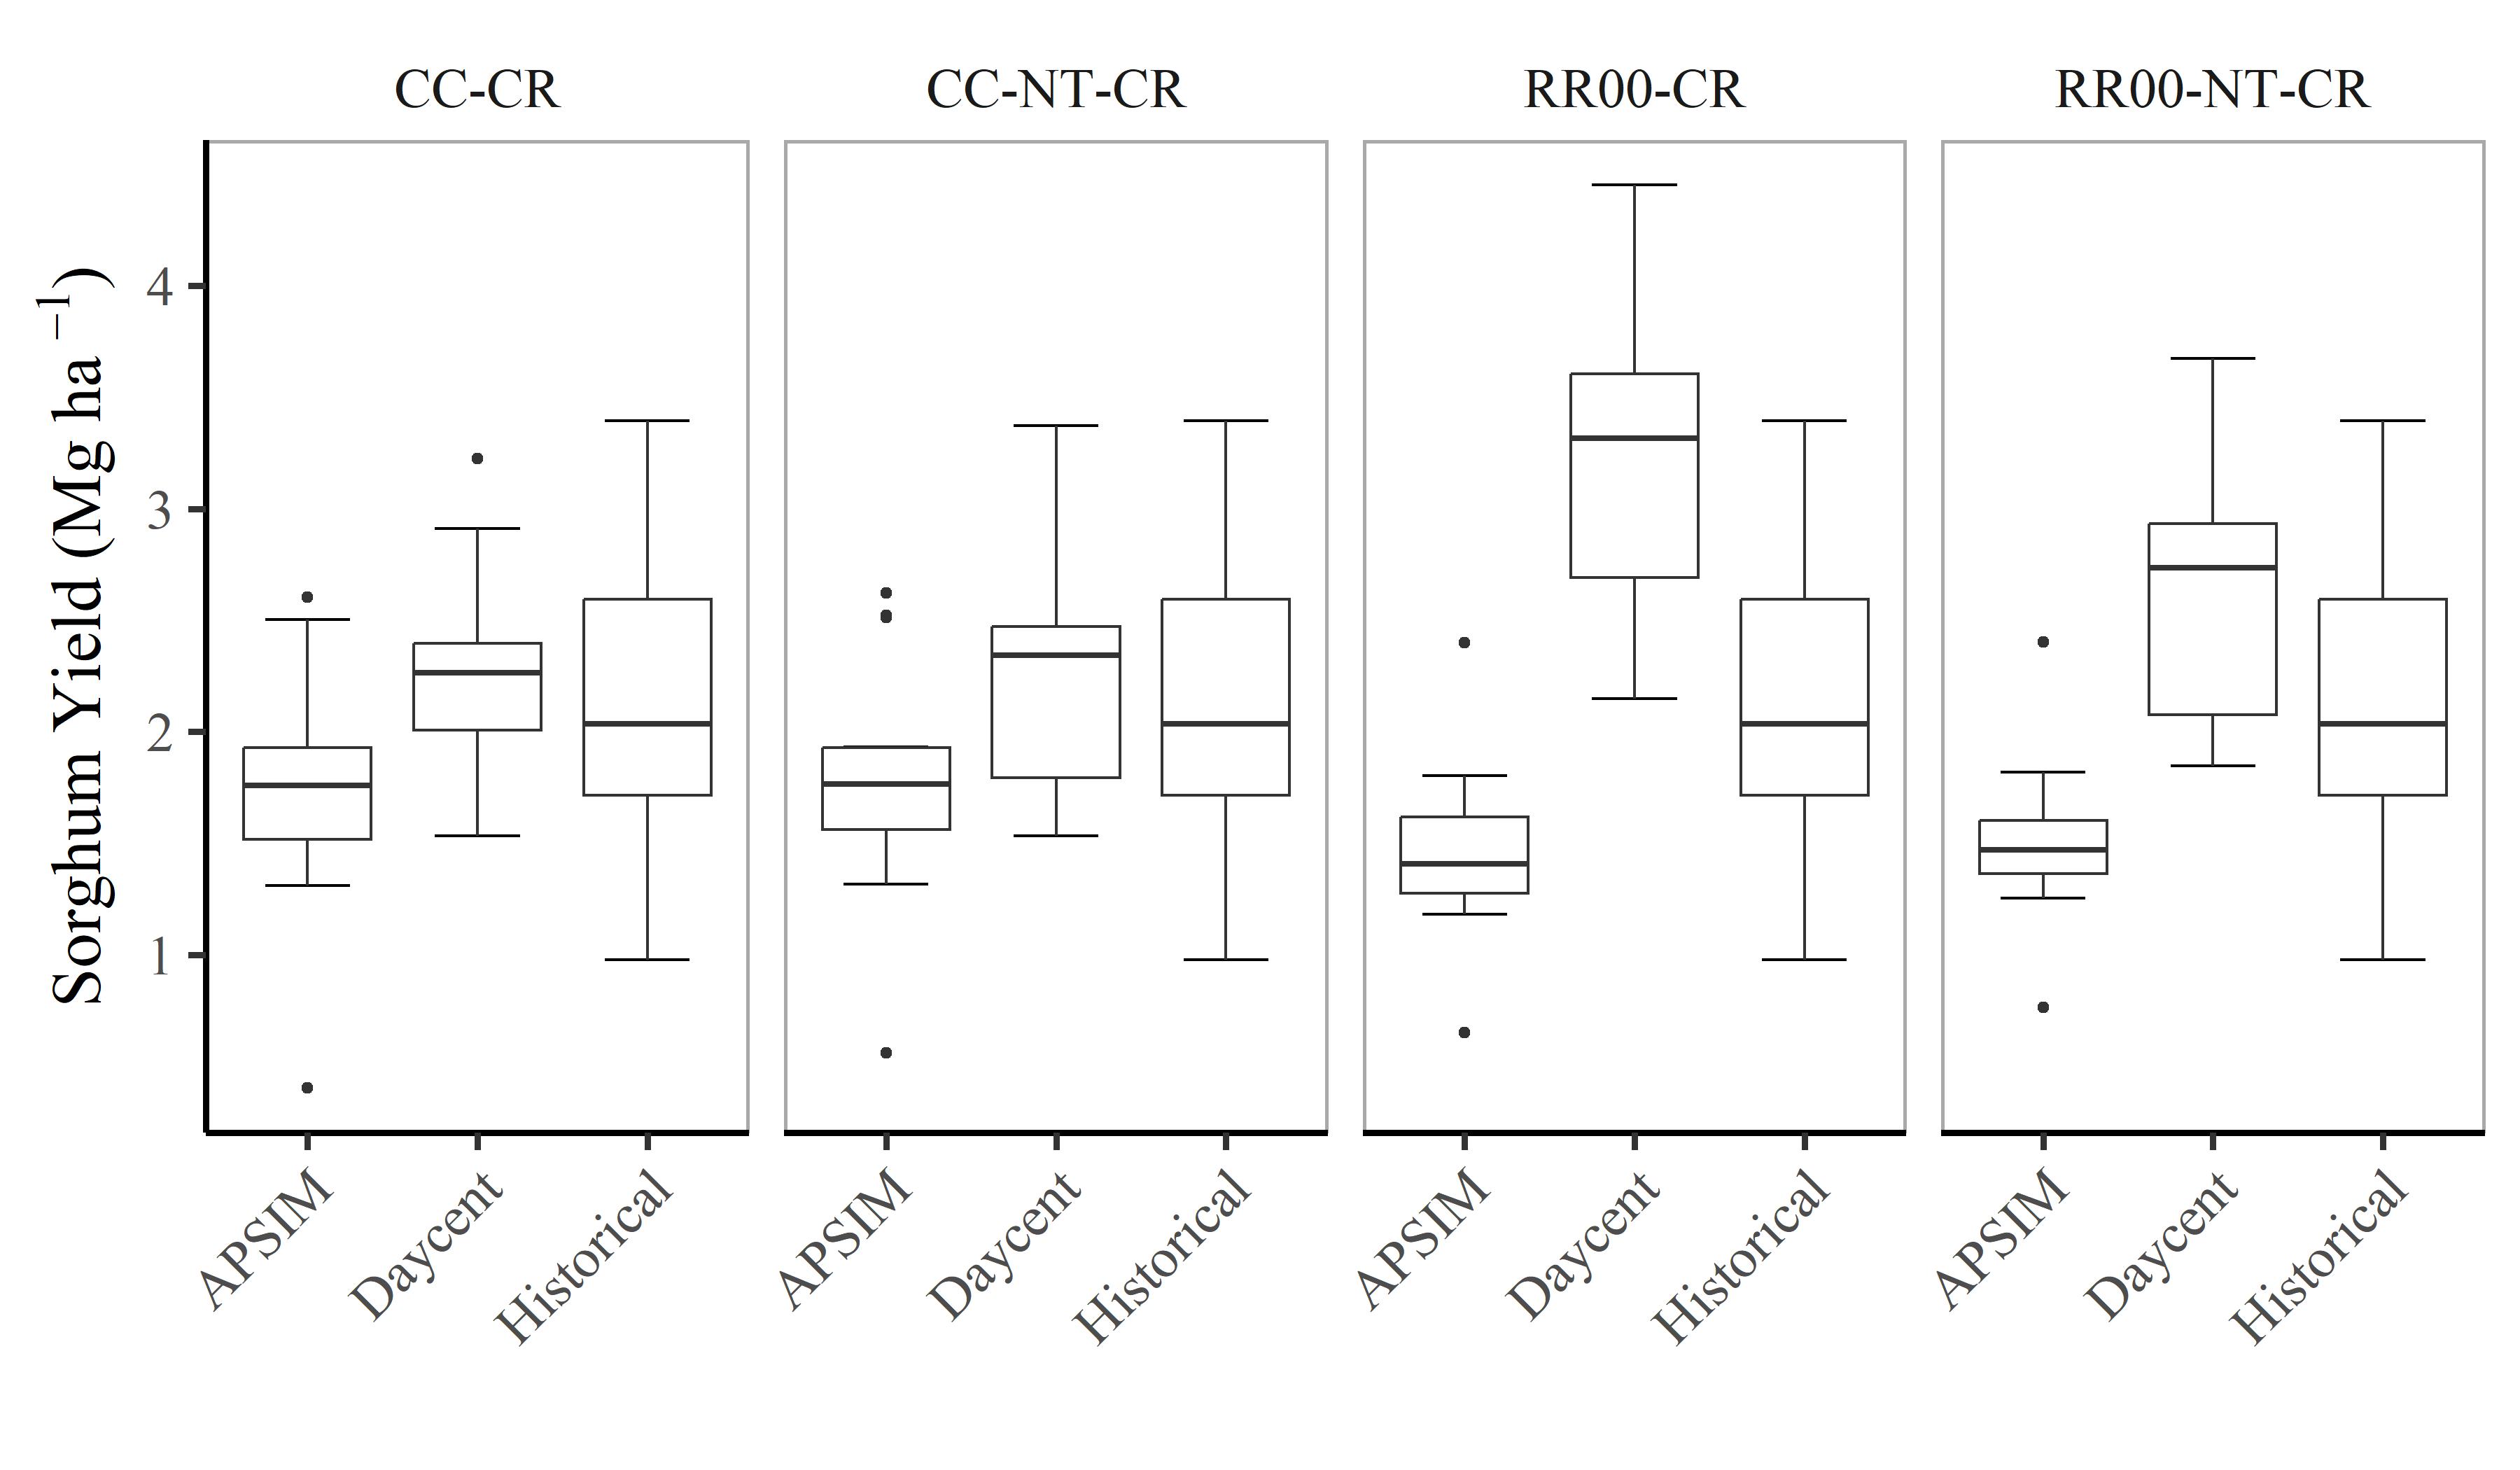 CC-CR CC-NT-CR RR00-CR RR00-NT-CR
Sorghum Yield (Mg ha −1)
4
3
2
1
APSIM Daycent Historical APSIM Daycent Historical APSIM Daycent Historical APSIM Daycent Historical